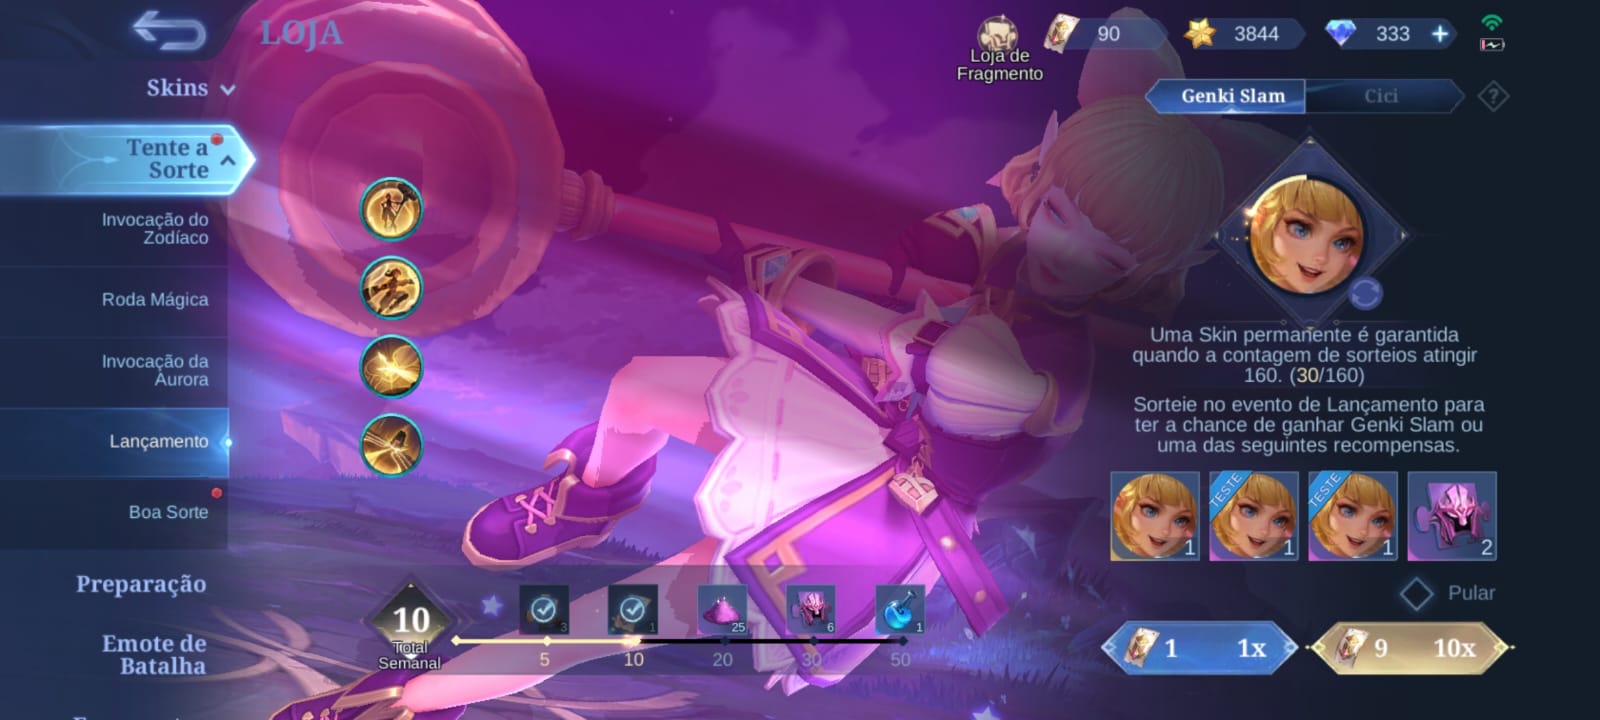 LOJA
Loja de
Fragmento
90
3844
333
+
Skins
Tente a
Sorte
Invocação do
Zodíaco
Roda Mágica
Invocação da
Aurora
Lançamento
Boa Sorte
Preparação
Emote de
Batalha
Genki Slam
Cici
?
Uma Skin permanente é garantida
quando a contagem de sorteios atingir
160. (30/160)
Sorteie no evento de Lançamento para
ter a chance de ganhar Genki Slam ou
uma das seguintes recompensas.
1
TESTE
1
TESTE
1
2
Pular
10
Total
Semanal
3
1
25
6
1
5
10
20
30
50
1 1x
9 10x